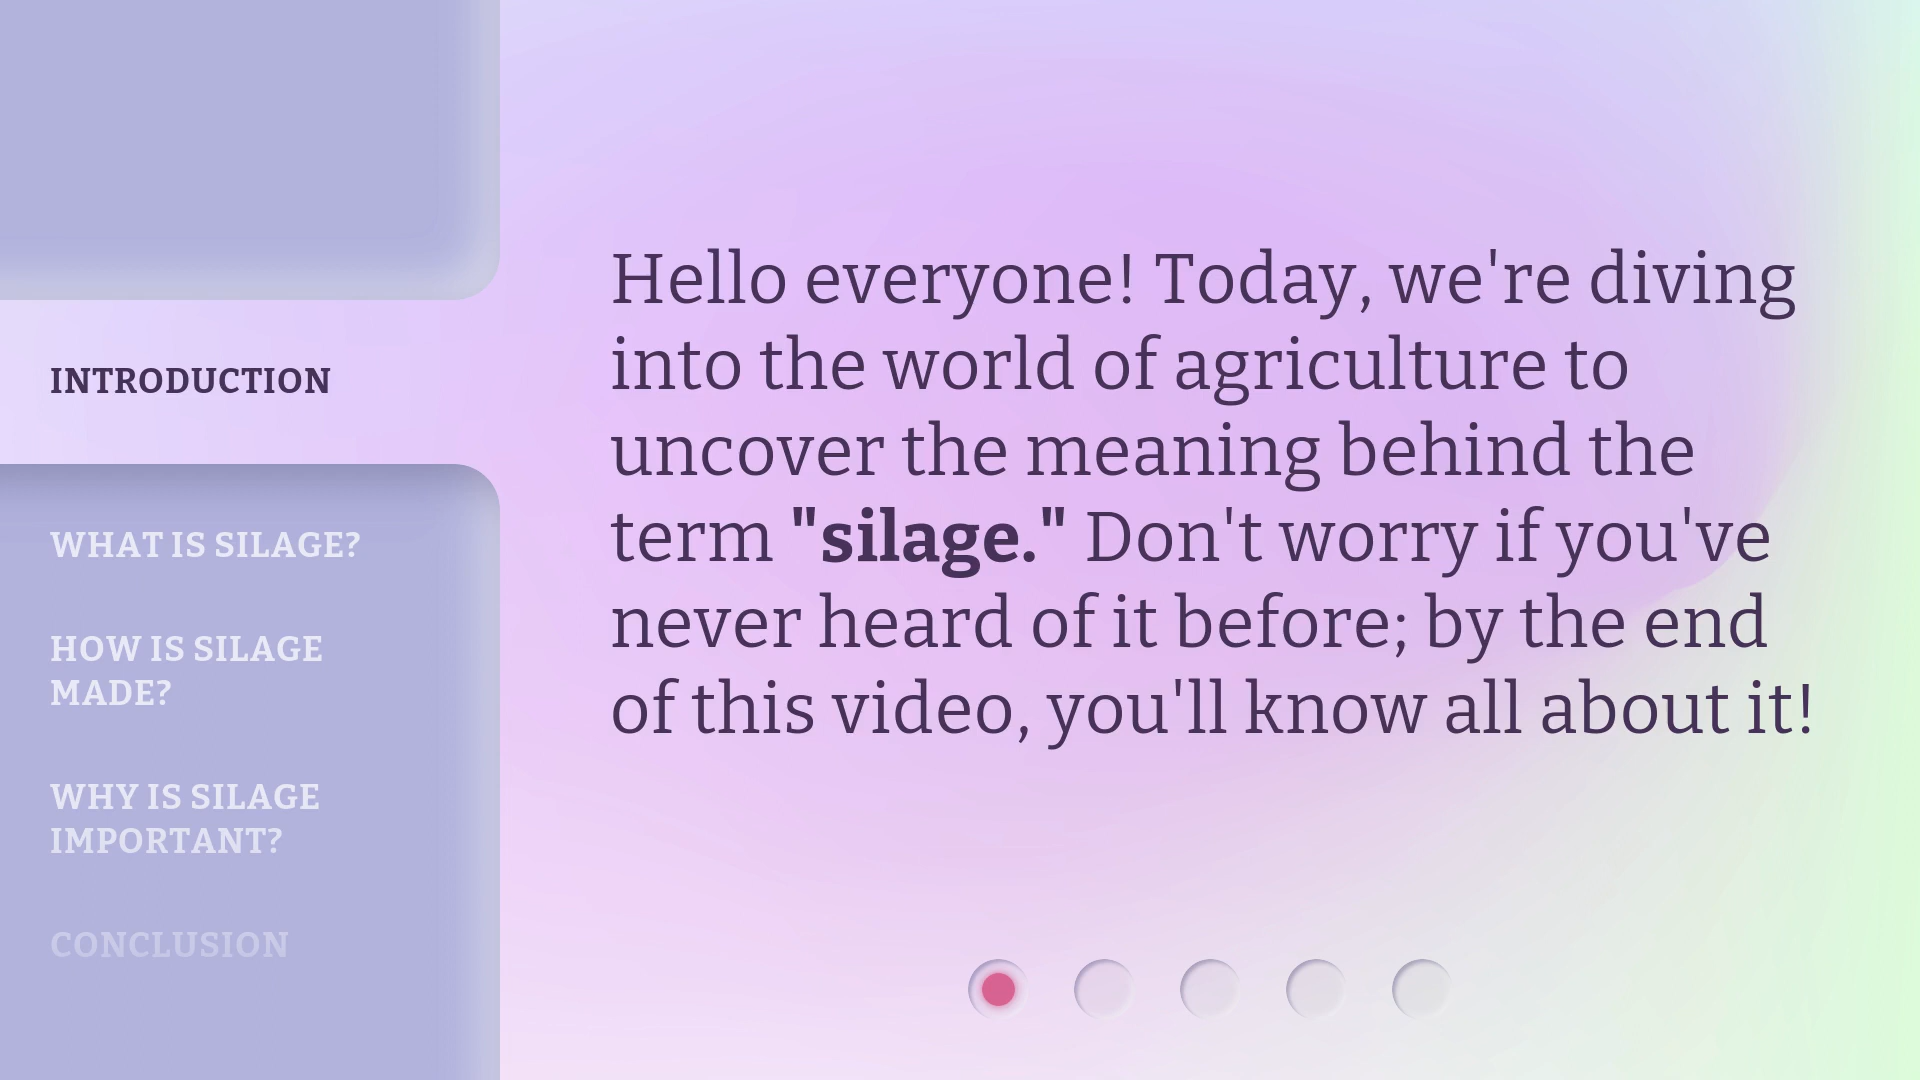 INTRODUCTION
WHAT IS SILAGE?
HOW IS SILAGE
MADE?
WHY IS SILAGE
IMPORTANT?
CONCLUSION
Hello everyone! Today, we're diving
into the world of agriculture to
uncover the meaning behind the
term "silage." Don't worry if you've
never heard of it before; by the end
of this video, you'll know all about it!